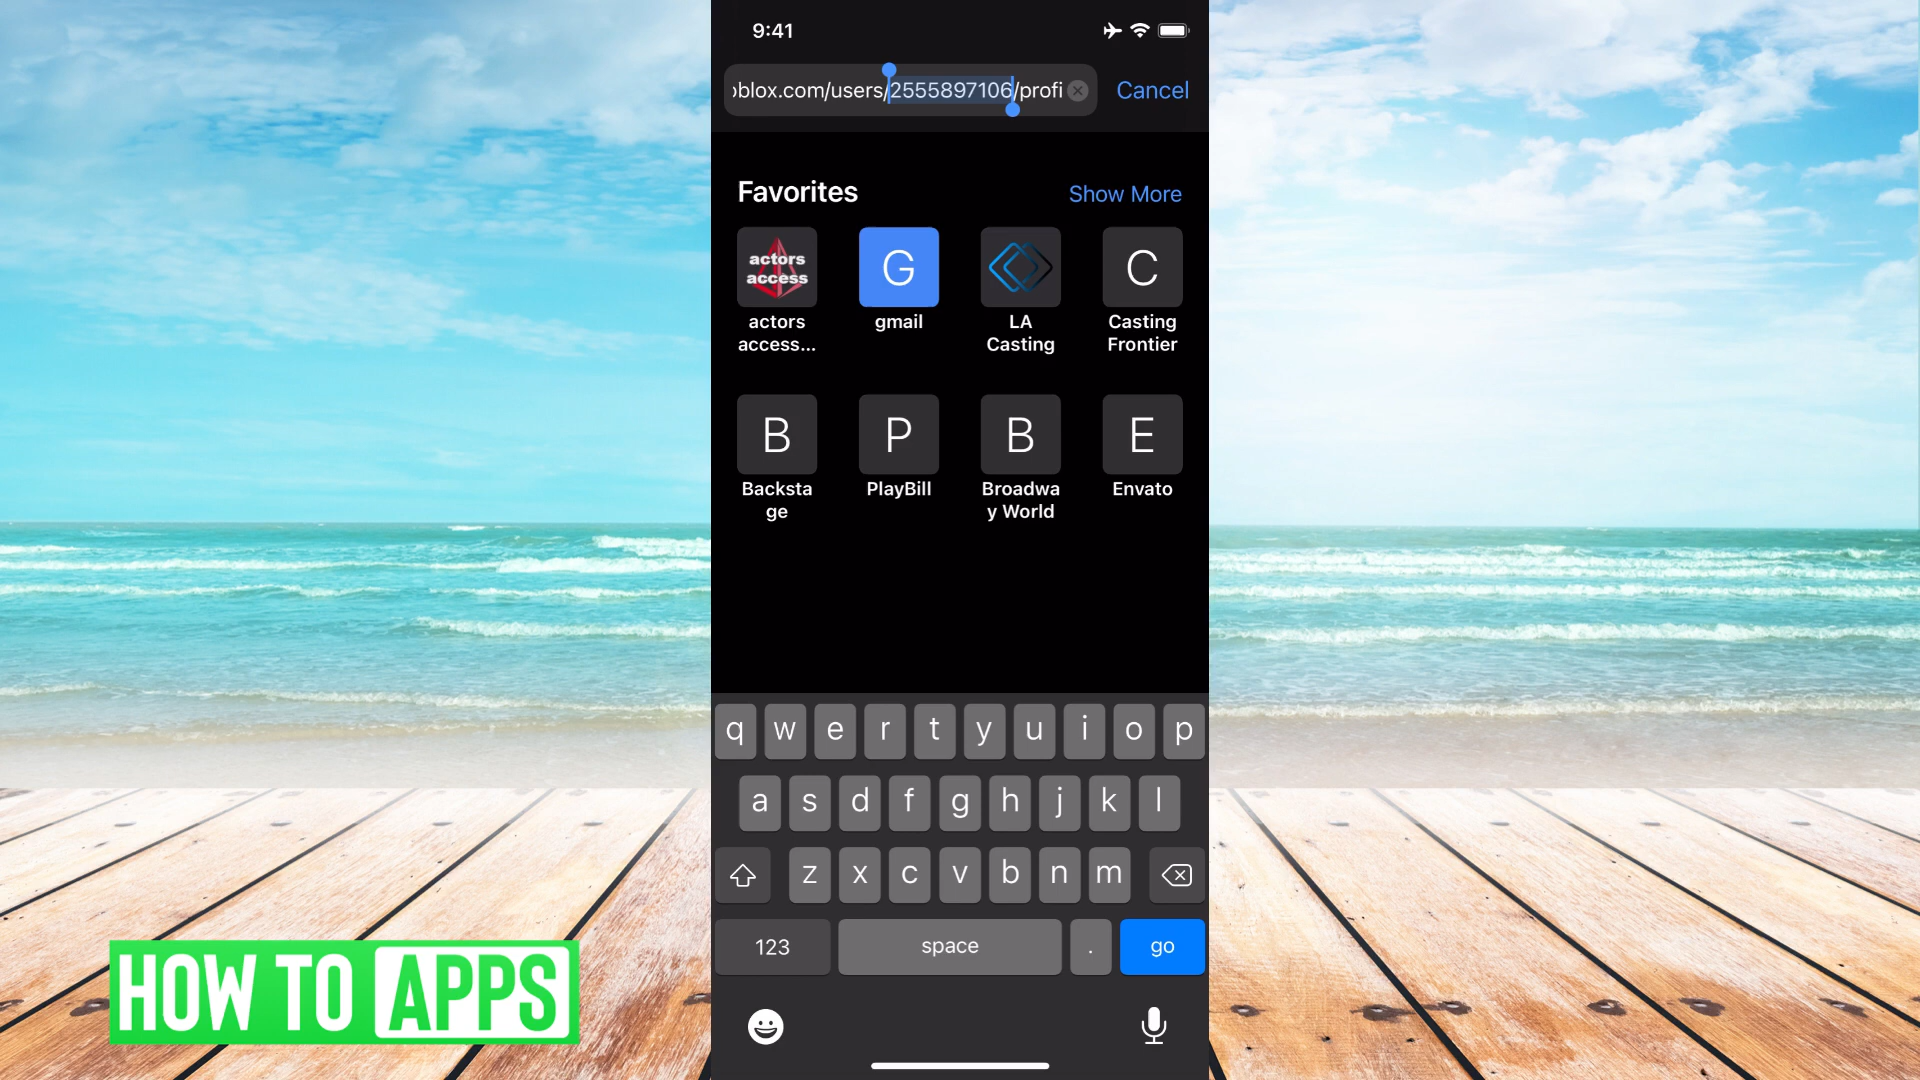 9:41
oblox.com/users/2555897106/profi
Cancel
Favorites
Show More
actors
access
G
C
actors
access...
gmail
LA
Casting
Casting
Frontier
B
P
B
E
Backsta
ge
PlayBill
Broadwa
y World
Envato
q w e r t y u i o p
a s d f g h j k l
z x c v b n m
123
space
.
go
HOW TO APPS